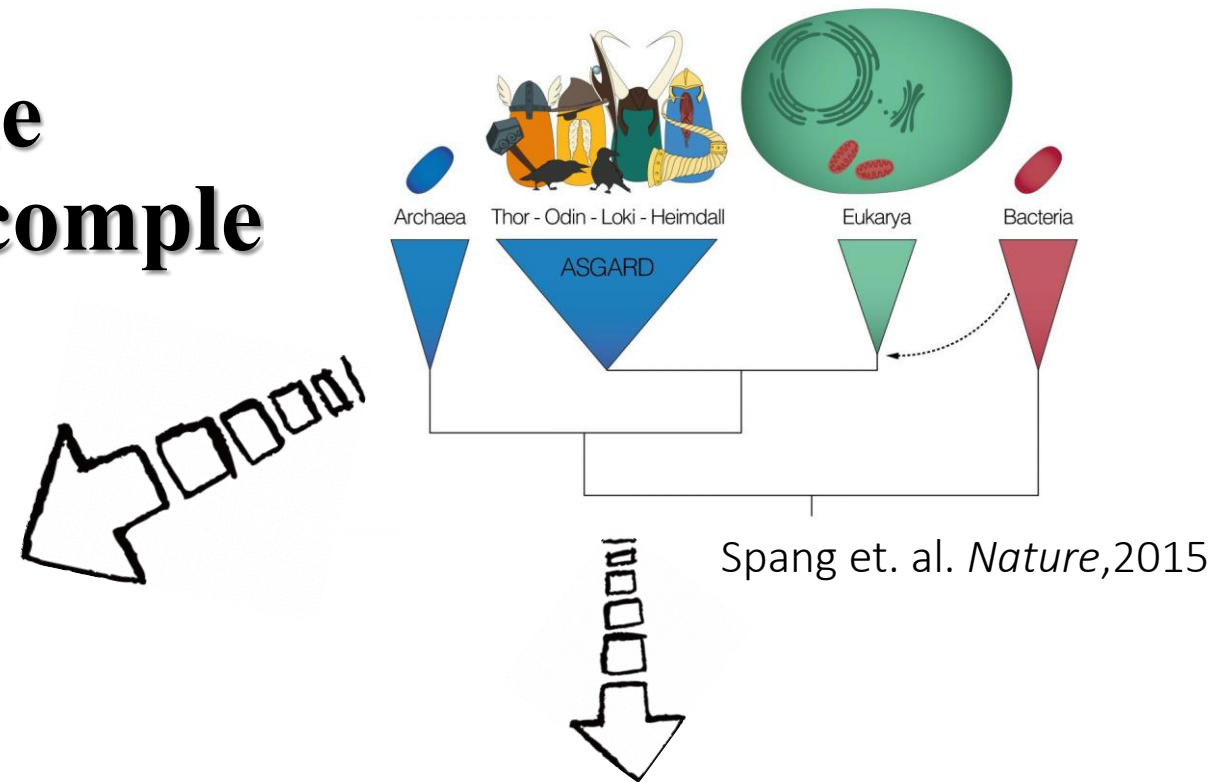 e
comple
Archaea
Thor - Odin - Loki - Heimdall
Eukarya
Bacteria
ASGARD
Spang et. al. Nature,2015